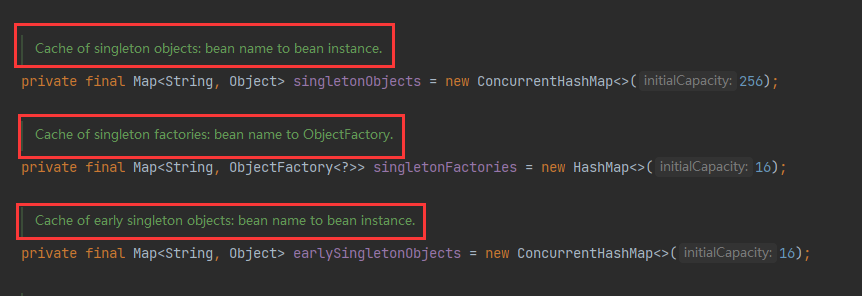 Cache of singleton objects: bean name to bean instance.
private final Map<String, Object> singletonObjects = new ConcurrentHashMap<>( initialCapacity: 256);
Cache of singleton factories: bean name to ObjectFactory.
private final Map<String, ObjectFactory<?>> singletonFactories = new HashMap<>( initialCapacity: 16);
Cache of early singleton objects: bean name to bean instance.
private final Map<String, Object> earlySingletonObjects = new ConcurrentHashMap<>( initialCapacity: 16);